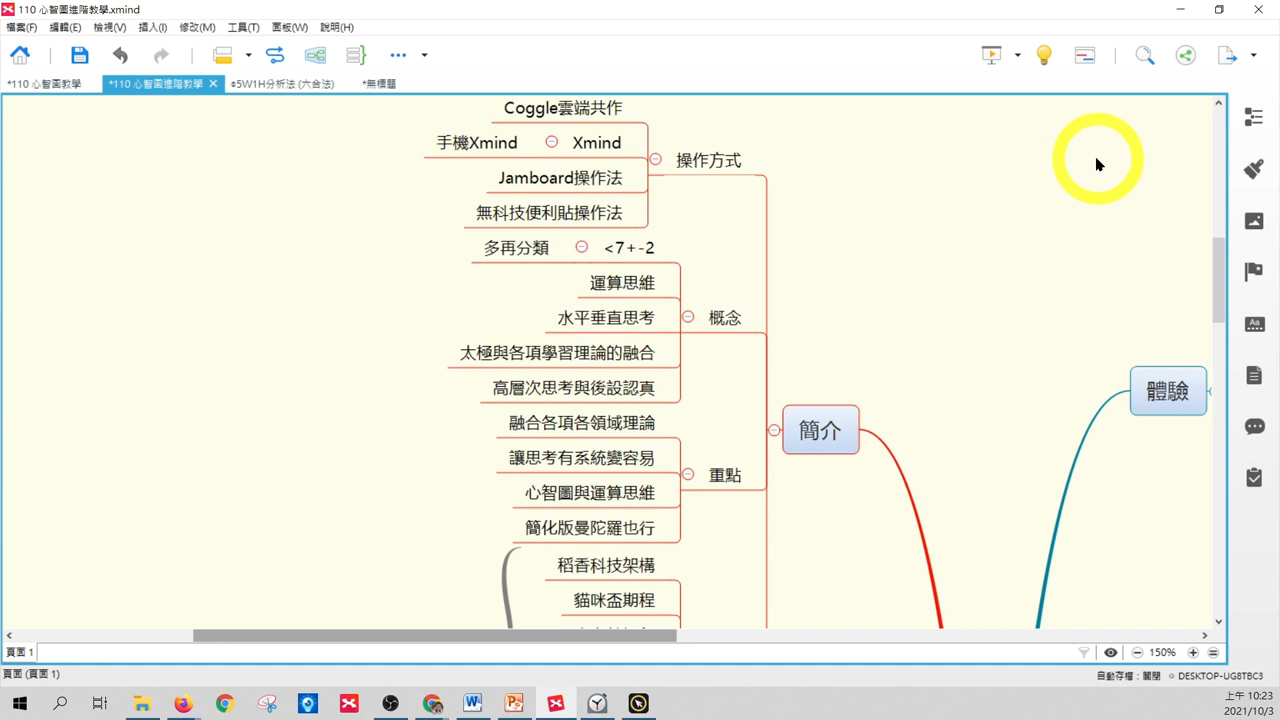 110 心智圖進階教學.xmind
檔案(F) 編輯(E) 檢視(V) 插入(I) 修改(M) 工具(T) 面板(W) 說明(H)
*110 心智圖教學 *110 心智圖進階教學 5W1H分析法 (六合法) *無標題
Coggle雲端共作
手機Xmind Xmind
操作方式
Jamboard操作法
無科技便利貼操作法
多再分類 <7+-2
運算思維
水平垂直思考 概念
太極與各項學習理論的融合
高層次思考與後設認真
體驗
融合各項各領域理論
簡介
讓思考有系統變容易
重點
心智圖與運算思維
簡化版曼陀羅也行
稻香科技架構
貓咪盃期程
Aa
頁面 1
150%
頁面 (頁面 1)
自動存檔：關閉 DESKTOP-UG8TBC3
上午 10:23
2021/10/3